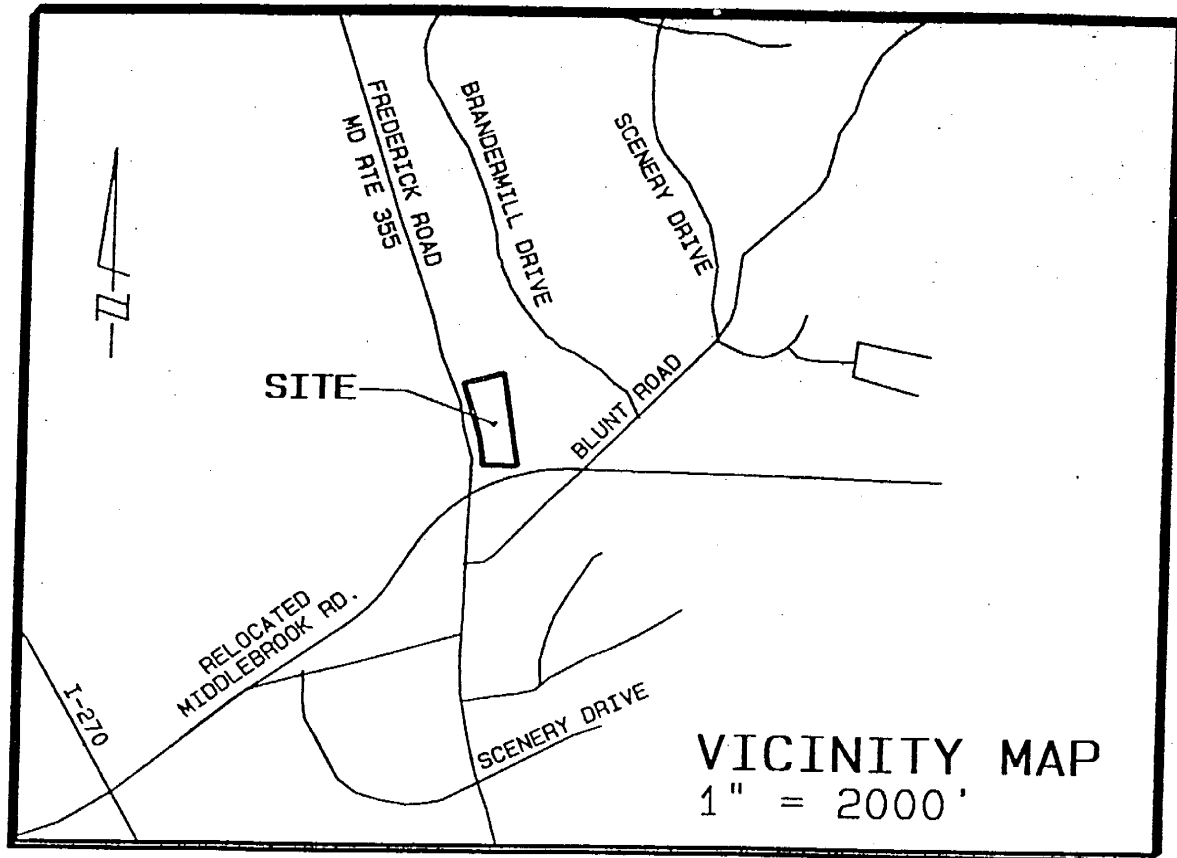 FREDERICK ROAD
MD RTE 355
BRANDERMILL DRIVE
SCENERY DRIVE
N
SITE
BLUNT ROAD
RELOCATED
MIDDLEBROOK RD.
I-270
SCENERY DRIVE
VICINITY MAP
1" = 2000'